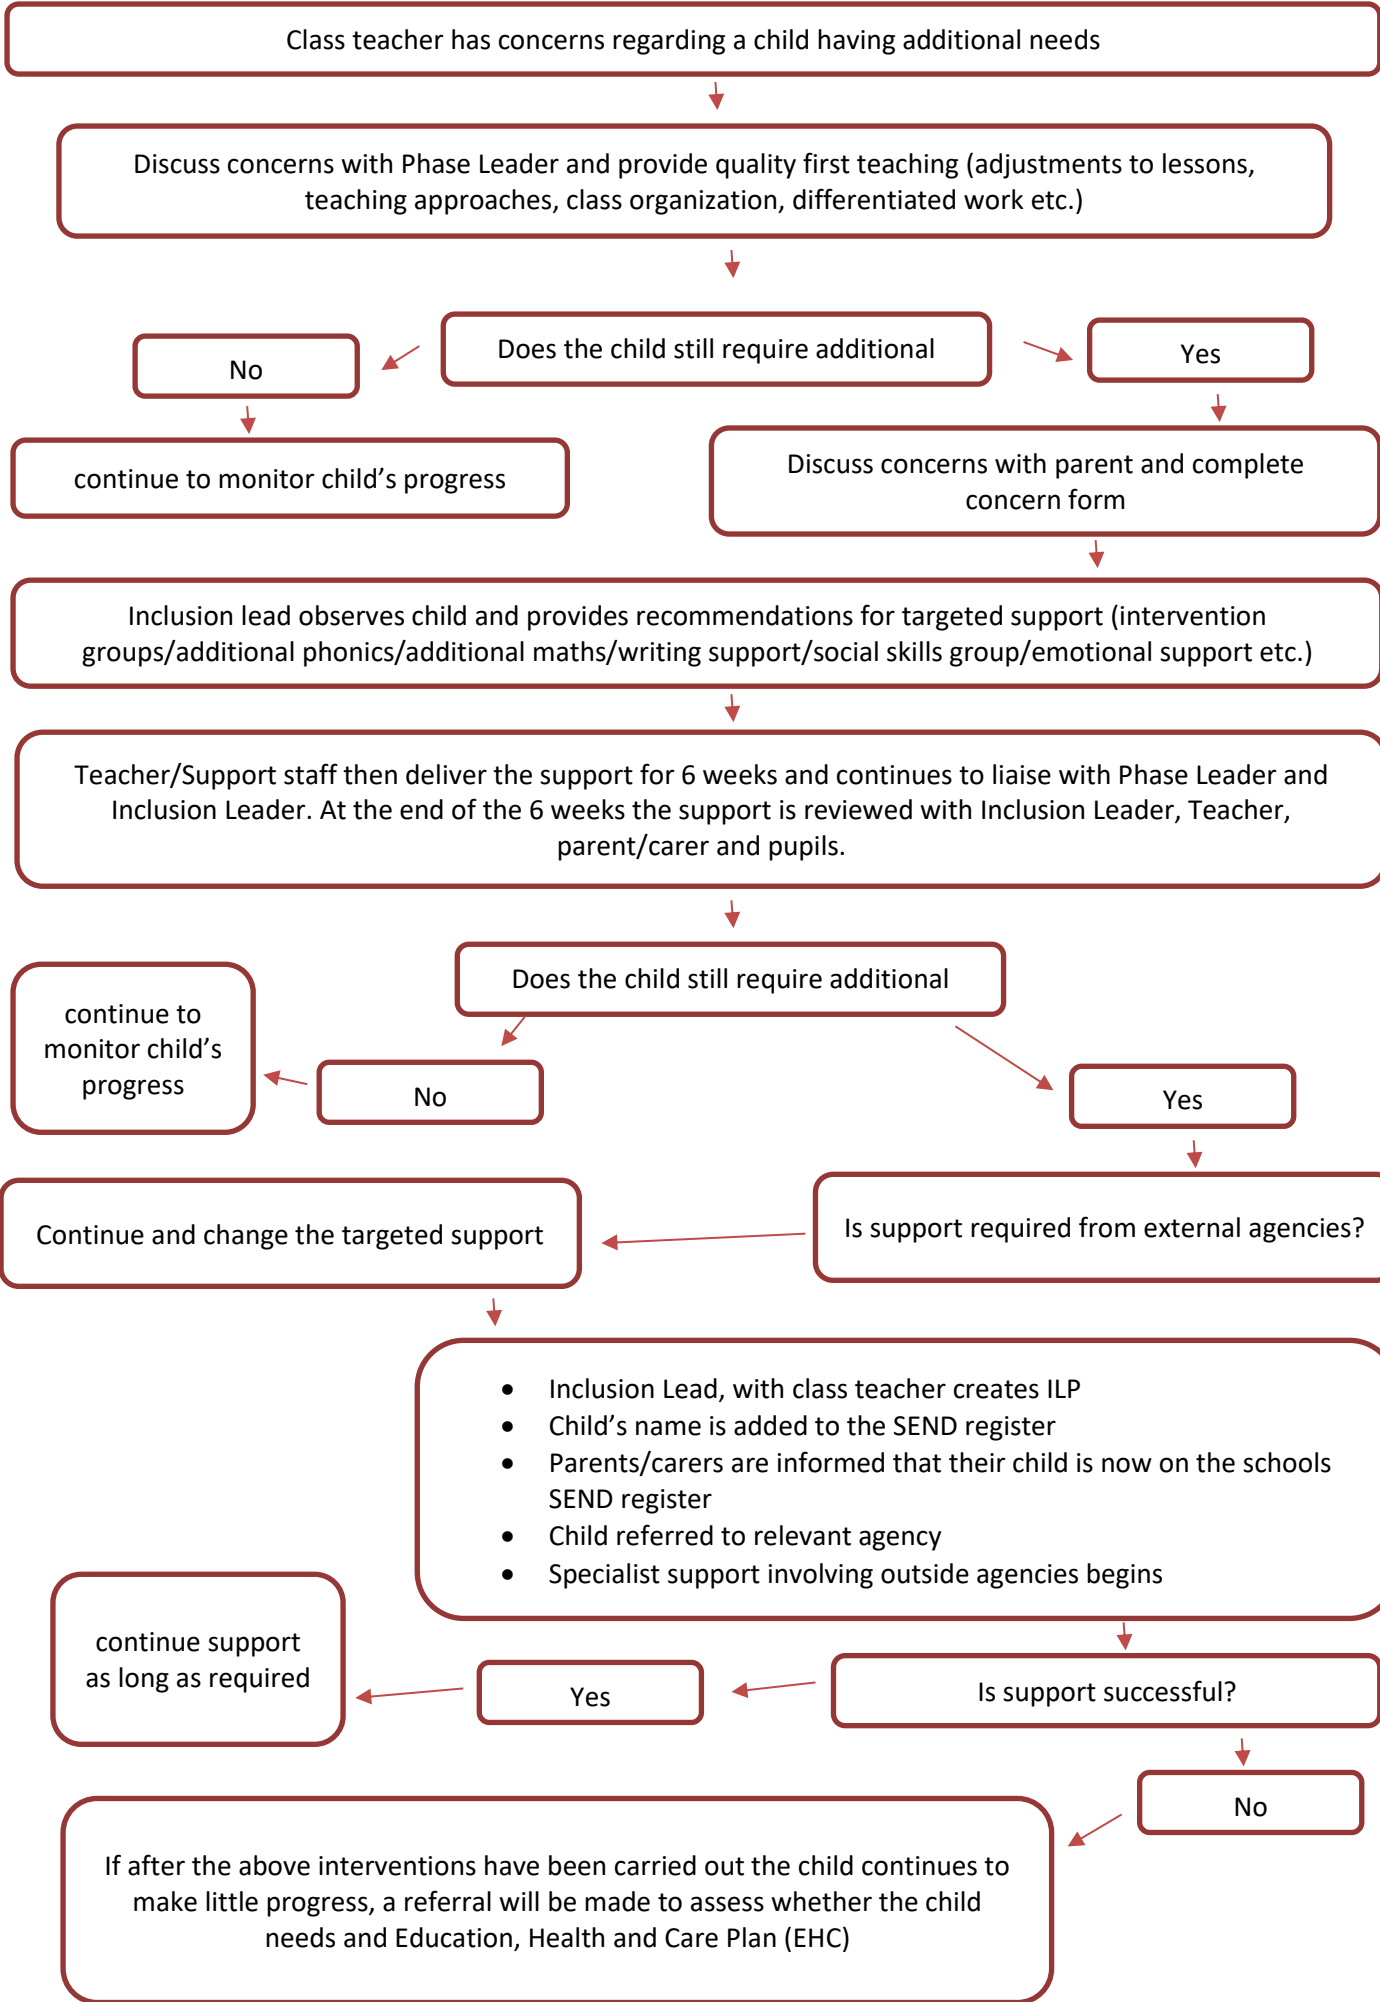 Class teacher has concerns regarding a child having additional needs
Discuss concerns with Phase Leader and provide quality first teaching (adjustments to lessons,
teaching approaches, class organization, differentiated work etc.)
Does the child still require additional
No
Yes
continue to monitor child’s progress
Discuss concerns with parent and complete
concern form
Inclusion lead observes child and provides recommendations for targeted support (intervention
groups/additional phonics/additional maths/writing support/social skills group/emotional support etc.)
Teacher/Support staff then deliver the support for 6 weeks and continues to liaise with Phase Leader and
Inclusion Leader. At the end of the 6 weeks the support is reviewed with Inclusion Leader, Teacher,
parent/carer and pupils.
Does the child still require additional
continue to
monitor child’s
progress
No
Yes
Continue and change the targeted support
Is support required from external agencies?
• Inclusion Lead, with class teacher creates ILP
• Child’s name is added to the SEND register
• Parents/carers are informed that their child is now on the schools
SEND register
• Child referred to relevant agency
• Specialist support involving outside agencies begins
continue support
as long as required
Yes
Is support successful?
No
If after the above interventions have been carried out the child continues to
make little progress, a referral will be made to assess whether the child
needs and Education, Health and Care Plan (EHC)